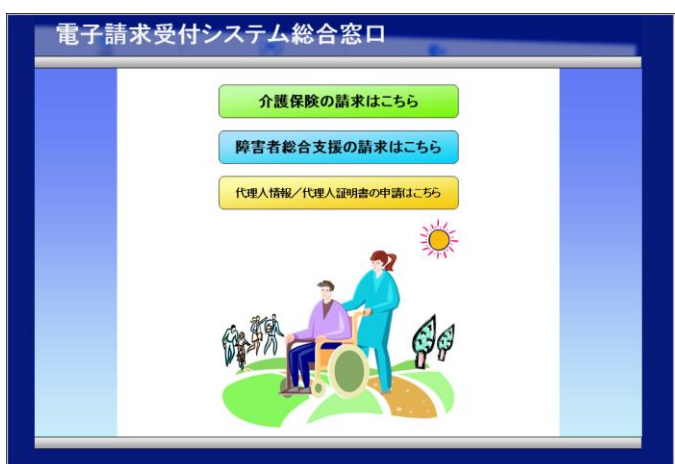 電子請求受付システム総合窓口
介護保険の請求はこちら
障害者総合支援の請求はこちら
代理人情報／代理人証明書の申請はこちら